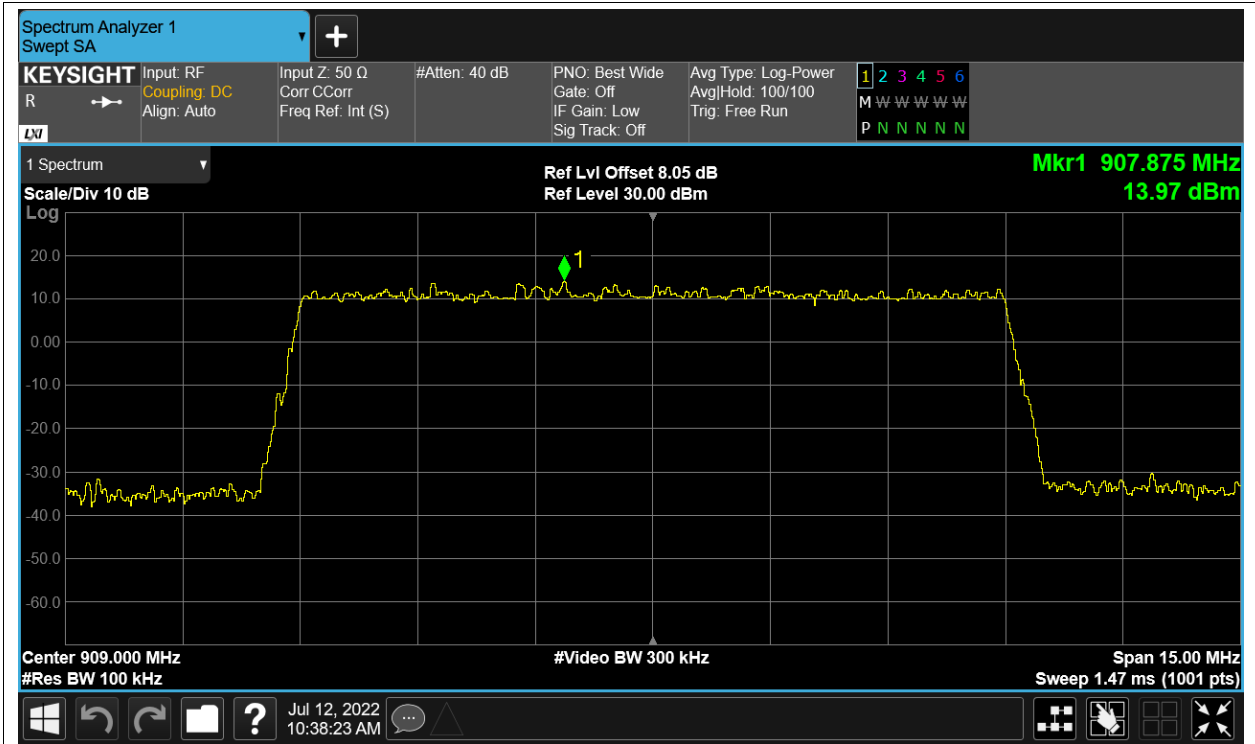 Spectrum Analyzer 1
Swept SA
+
KEYSIGHT
R
LXI
Input: RF
Coupling: DC
Align: Auto
Input Z: 50 Ω
Corr CCorr
Freq Ref: Int (S)
#Atten: 40 dB
PNO: Best Wide
Gate: Off
IF Gain: Low
Sig Track: Off
Avg Type: Log-Power
Avg|Hold: 100/100
Trig: Free Run
1 2 3 4 5 6
M W W W W W
P N N N N N
1 Spectrum
Scale/Div 10 dB
Log
Ref Lvl Offset 8.05 dB
Ref Level 30.00 dBm
Mkr1 907.875 MHz
13.97 dBm
1
20.0
10.0
0.00
-10.0
-20.0
-30.0
-40.0
-50.0
-60.0
Center 909.000 MHz
#Res BW 100 kHz
#Video BW 300 kHz
Span 15.00 MHz
Sweep 1.47 ms (1001 pts)
?
Jul 12, 2022
10:38:23 AM